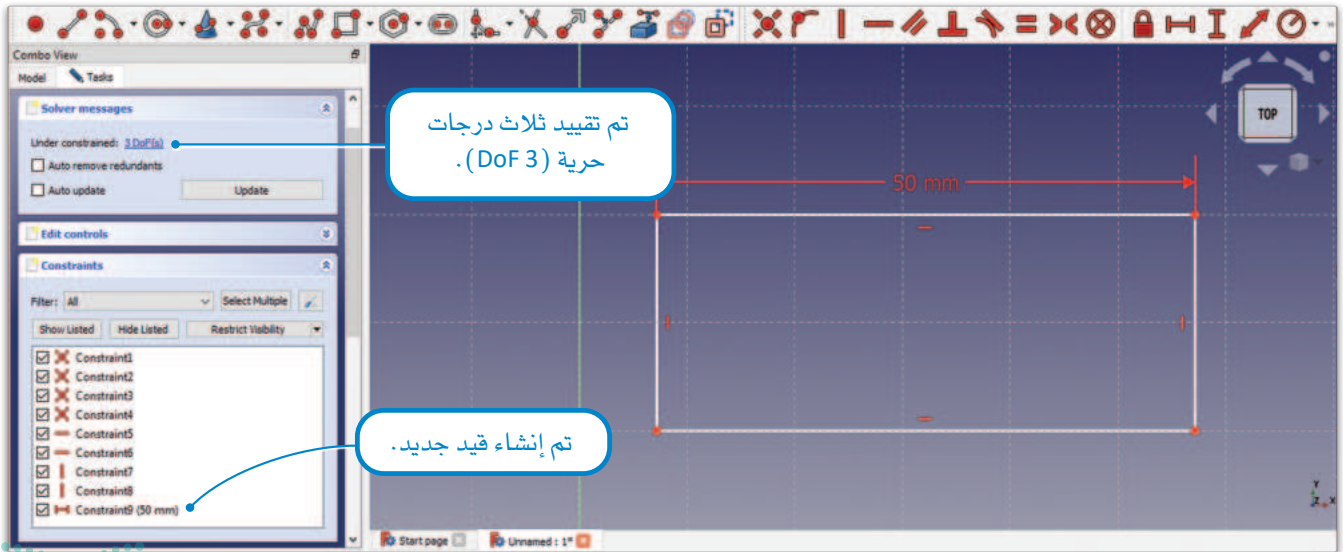 Combo View
Model Tasks
Solver messages
Under constrained: 3 DoF(s)
Auto remove redundants
Auto update Update
Edit controls
Constraints
Filter: All Select Multiple
Show Listed Hide Listed Restrict Visibility
Constraint1
Constraint2
Constraint3
Constraint4
Constraint5
Constraint6
Constraint7
Constraint8
Constraint9 (50 mm)
تم تقييد ثلاث درجات
حرية (3 DoF).
تم إنشاء قيد جديد.
50 mm
TOP
Y
Z X
Start page Unnamed : 1*